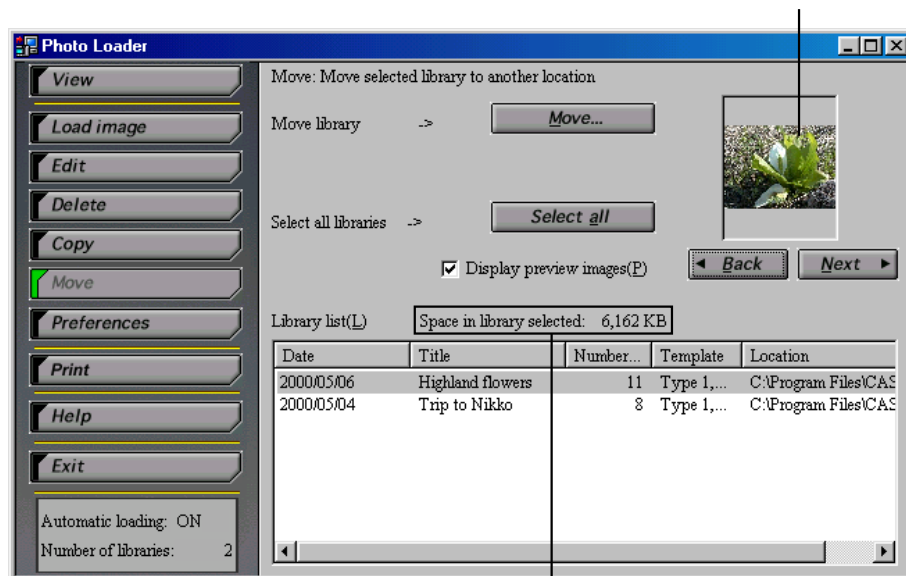 Photo Loader
View
Load image
Edit
Delete
Copy
Move
Preferences
Print
Help
Exit
Automatic loading: ON
Number of libraries: 2
Move: Move selected library to another location
Move library -> Move...
Select all libraries -> Select all
Display preview images(P)
Back Next
Library list(L) Space in library selected: 6,162 KB
Date Title Number... Template Location
2000/05/06 Highland flowers 11 Type 1,... C:\Program Files\CAS
2000/05/04 Trip to Nikko 8 Type 1,... C:\Program Files\CAS